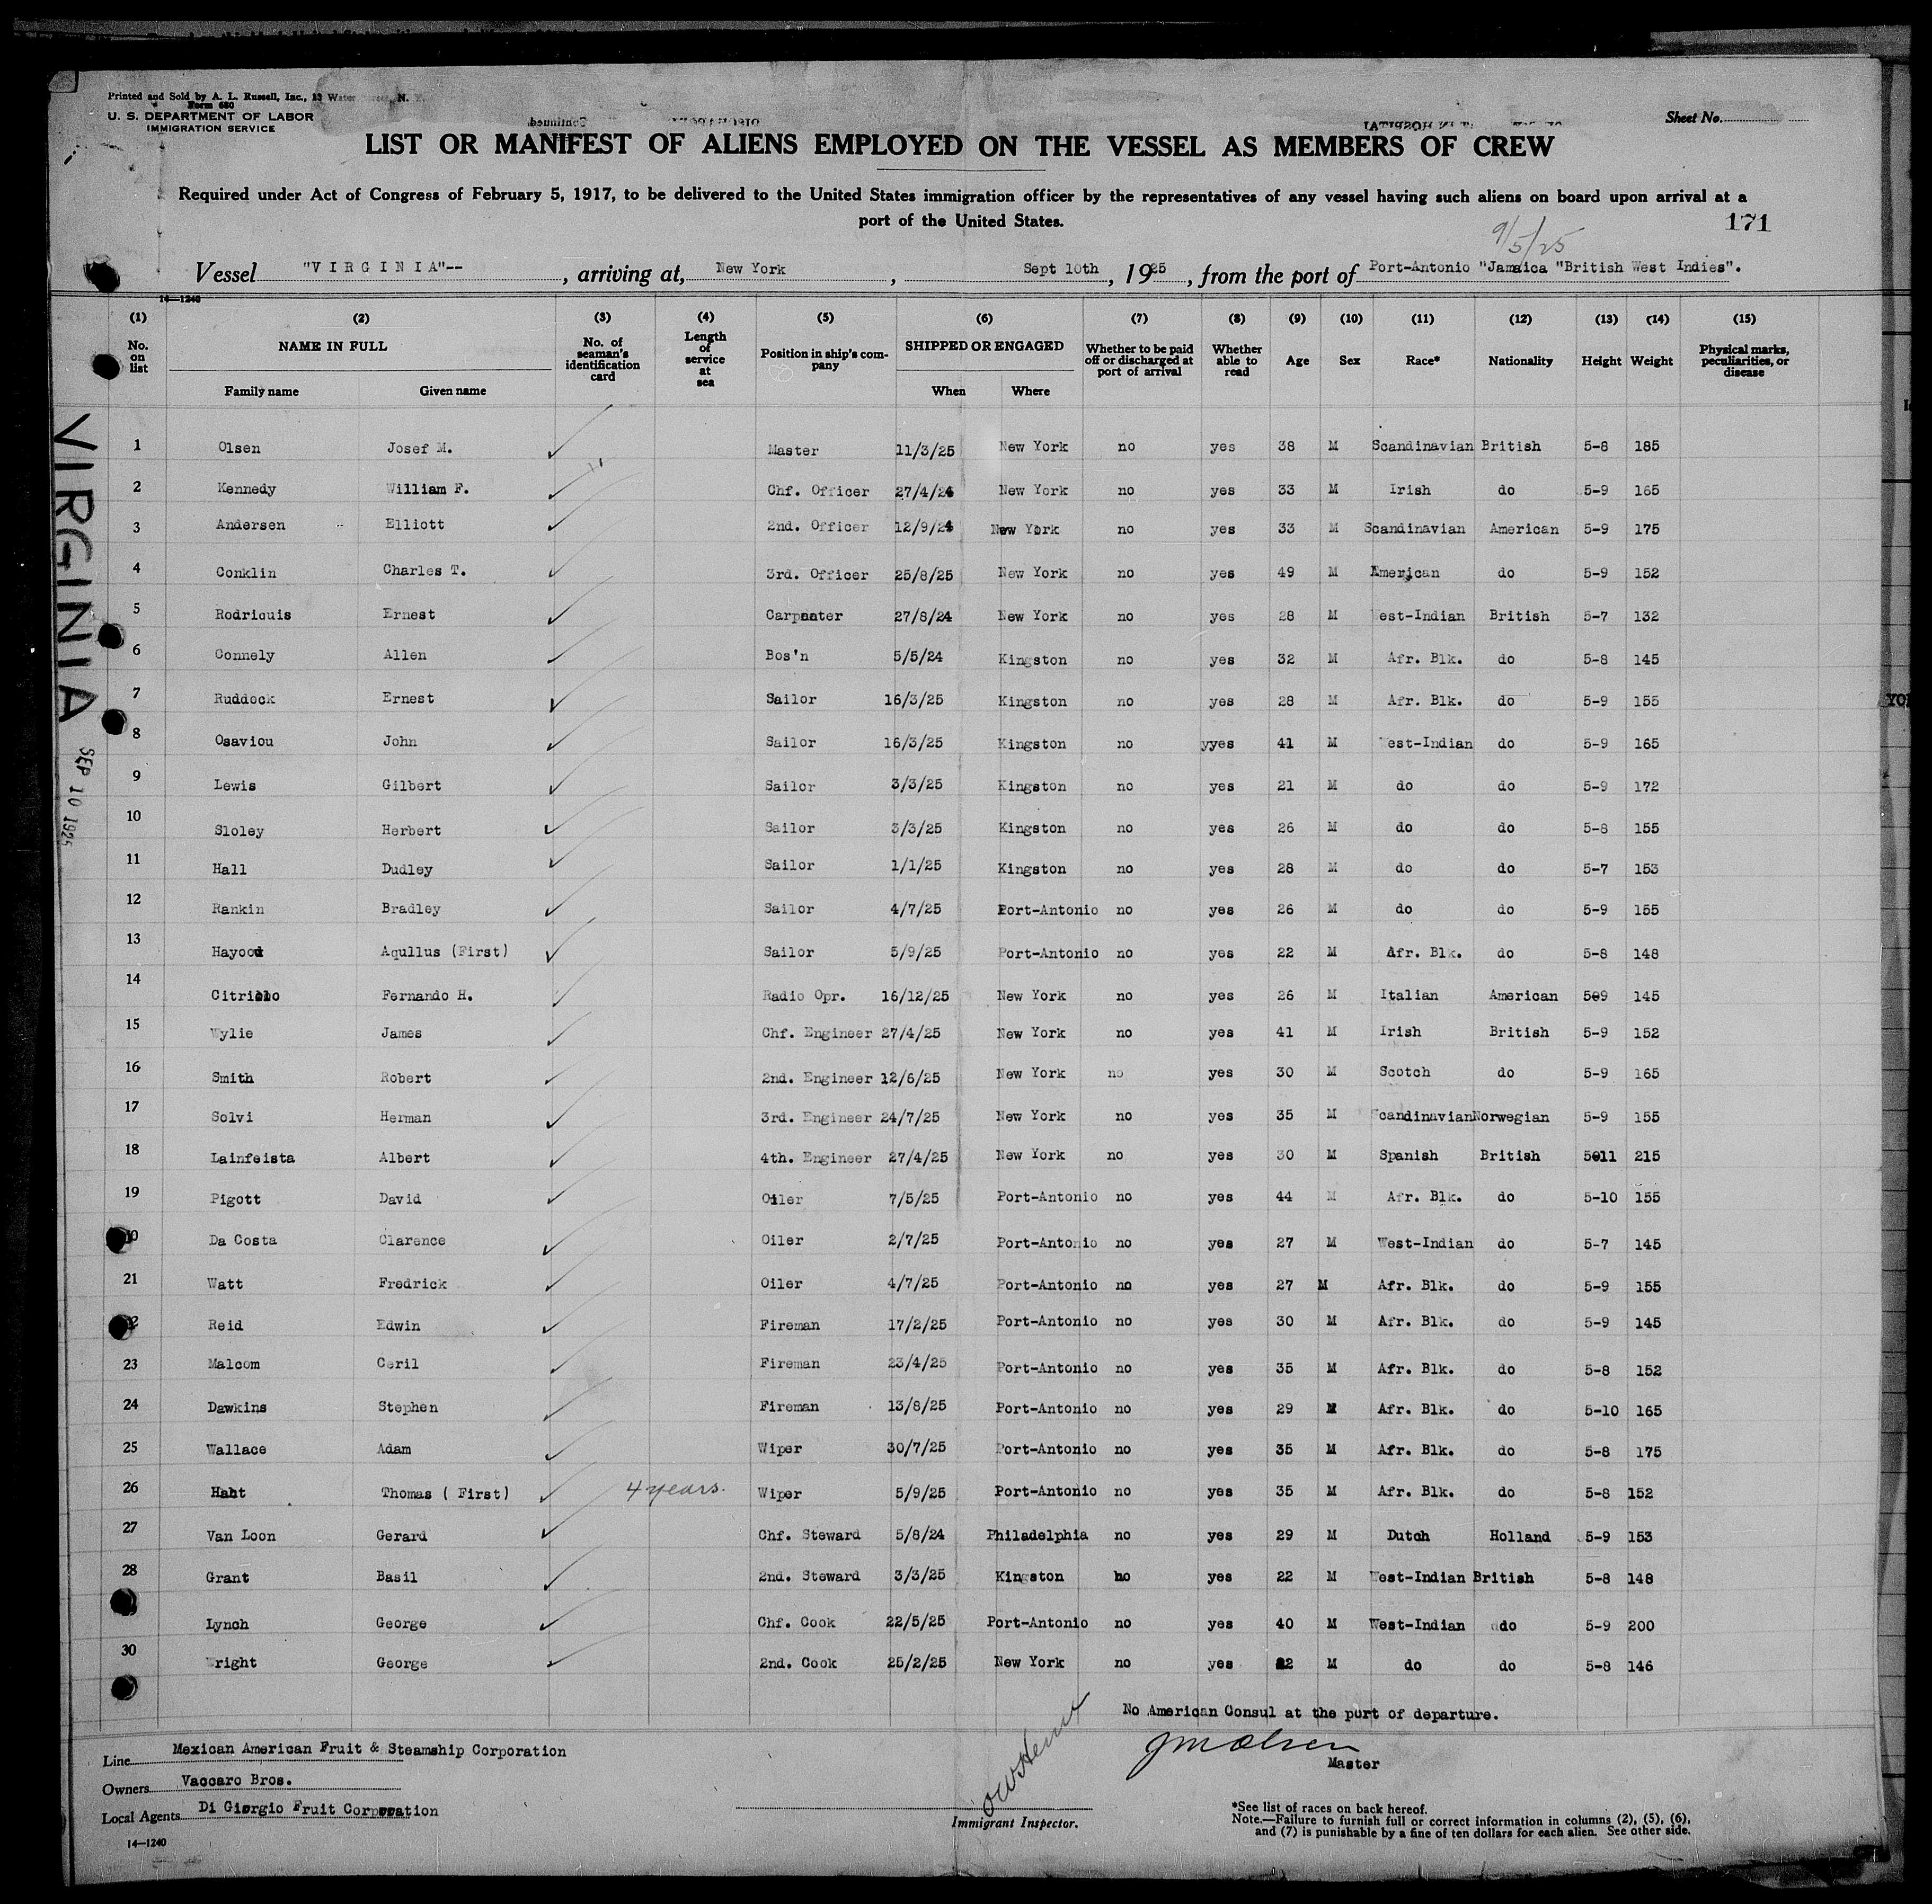 Printed and Sold by A. L. Russell, Inc., 13 Water N. Y.
Form 680
U. S. DEPARTMENT OF LABOR
IMMIGRATION SERVICE
Sheet No.
LIST OR MANIFEST OF ALIENS EMPLOYED ON THE VESSEL AS MEMBERS OF CREW
Required under Act of Congress of February 5, 1917, to be delivered to the United States immigration officer by the representatives of any vessel having such aliens on board upon arrival at a
port of the United States.
171
9/5/25
Vessel "VIRGINIA"--, arriving at, New York, Sept 10th, 1925, from the port of Port-Antonio "Jamaica "British West Indies".
14—1240
(1) (2) (3) (4) (5) (6) (7) (8) (9) (10) (11) (12) (13) (14) (15)
No. on list NAME IN FULL No. of seaman's identification card Length of service at sea Position in ship's company SHIPPED OR ENGAGED Whether to be paid off or discharged at port of arrival Whether able to read Age Sex Race* Nationality Height Weight Physical marks, peculiarities, or disease
Family name Given name When Where
1 Olsen Josef M. Master 11/3/25 New York no yes 38 M Scandinavian British 5-8 185
2 Kennedy William F. Chf. Officer 27/4/24 New York no yes 33 M Irish do 5-9 165
3 Andersen Elliott 2nd. Officer 12/9/24 New York no yes 33 M Scandinavian American 5-9 175
4 Conklin Charles T. 3rd. Officer 25/8/25 New York no yes 49 M American do 5-9 152
5 Rodriouis Ernest Carpenter 27/8/24 New York no yes 28 M West-Indian British 5-7 132
6 Connely Allen Bos'n 5/5/24 Kingston no yes 32 M Afr. Blk. do 5-8 145
7 Ruddock Ernest Sailor 16/3/25 Kingston no yes 28 M Afr. Blk. do 5-9 155
8 Osaviou John Sailor 16/3/25 Kingston no yyes 41 M West-Indian do 5-9 165
9 Lewis Gilbert Sailor 3/3/25 Kingston no yes 21 M do do 5-9 172
10 Sloley Herbert Sailor 3/3/25 Kingston no yes 26 M do do 5-8 155
11 Hall Dudley Sailor 1/1/25 Kingston no yes 28 M do do 5-7 153
12 Rankin Bradley Sailor 4/7/25 Port-Antonio no yes 26 M do do 5-9 155
13 Haycod Aqullus (First) Sailor 5/9/25 Port-Antonio no yes 22 M Afr. Blk. do 5-8 148
14 Fernando H. Radio Opr. 16/12/25 New York no yes 26 M Italian American 5-9 145
15 Wylie James Chf. Engineer 27/4/25 New York no yes 41 M Irish British 5-9 152
16 Smith Robert 2nd. Engineer 12/6/25 New York no yes 30 M Scotch do 5-9 165
17 Solvi Herman 3rd. Engineer 24/7/25 New York no yes 35 M Scandinavian Norwegian 5-9 155
18 Lainfeista Albert 4th. Engineer 27/4/25 New York no yes 30 M Spanish British 5-11 215
19 Pigott David Oiler 7/5/25 Port-Antonio no yes 44 M Afr. Blk. do 5-10 155
Da Costa Clarence Oiler 2/7/25 Port-Antonio no yes 27 M West-Indian do 5-7 145
21 Watt Fredrick Oiler 4/7/25 Port-Antonio no yes 27 M Afr. Blk. do 5-9 155
Reid Edwin Fireman 17/2/25 Port-Antonio no yes 30 M Afr. Blk. do 5-9 145
23 Malcom Ceril Fireman 23/4/25 Port-Antonio no yes 35 M Afr. Blk. do 5-8 152
24 Dawkins Stephen Fireman 13/8/25 Port-Antonio no yes 29 M Afr. Blk. do 5-10 165
25 Wallace Adam Wiper 30/7/25 Port-Antonio no yes 35 M Afr. Blk. do 5-8 175
26 Thomas ( First) 4 years. Wiper 5/9/25 Port-Antonio no yes 35 M Afr. Blk. do 5-8 152
27 Van Loon Gerard Chf. Steward 5/8/24 Philadelphia no yes 29 M Dutch Holland 5-9 153
28 Grant Basil 2nd. Steward 3/3/25 Kingston no yes 22 M West-Indian British 5-8 148
Lynch George Chf. Cook 22/5/25 Port-Antonio no yes 40 M West-Indian do 5-9 200
30 Wright George 2nd. Cook 25/2/25 New York no yes M do do 5-8 146
VIRGINIA
SEP 10 1925
No American Consul at the port of departure.
J M Olsen
Master
Line Mexican American Fruit & Steamship Corporation
Owners Vaccaro Bros.
Local Agents Di Giorgio Fruit Corporation
14—1240
Immigrant Inspector.
*See list of races on back hereof.
Note.—Failure to furnish full or correct information in columns (2), (5), (6),
and (7) is punishable by a fine of ten dollars for each alien. See other side.